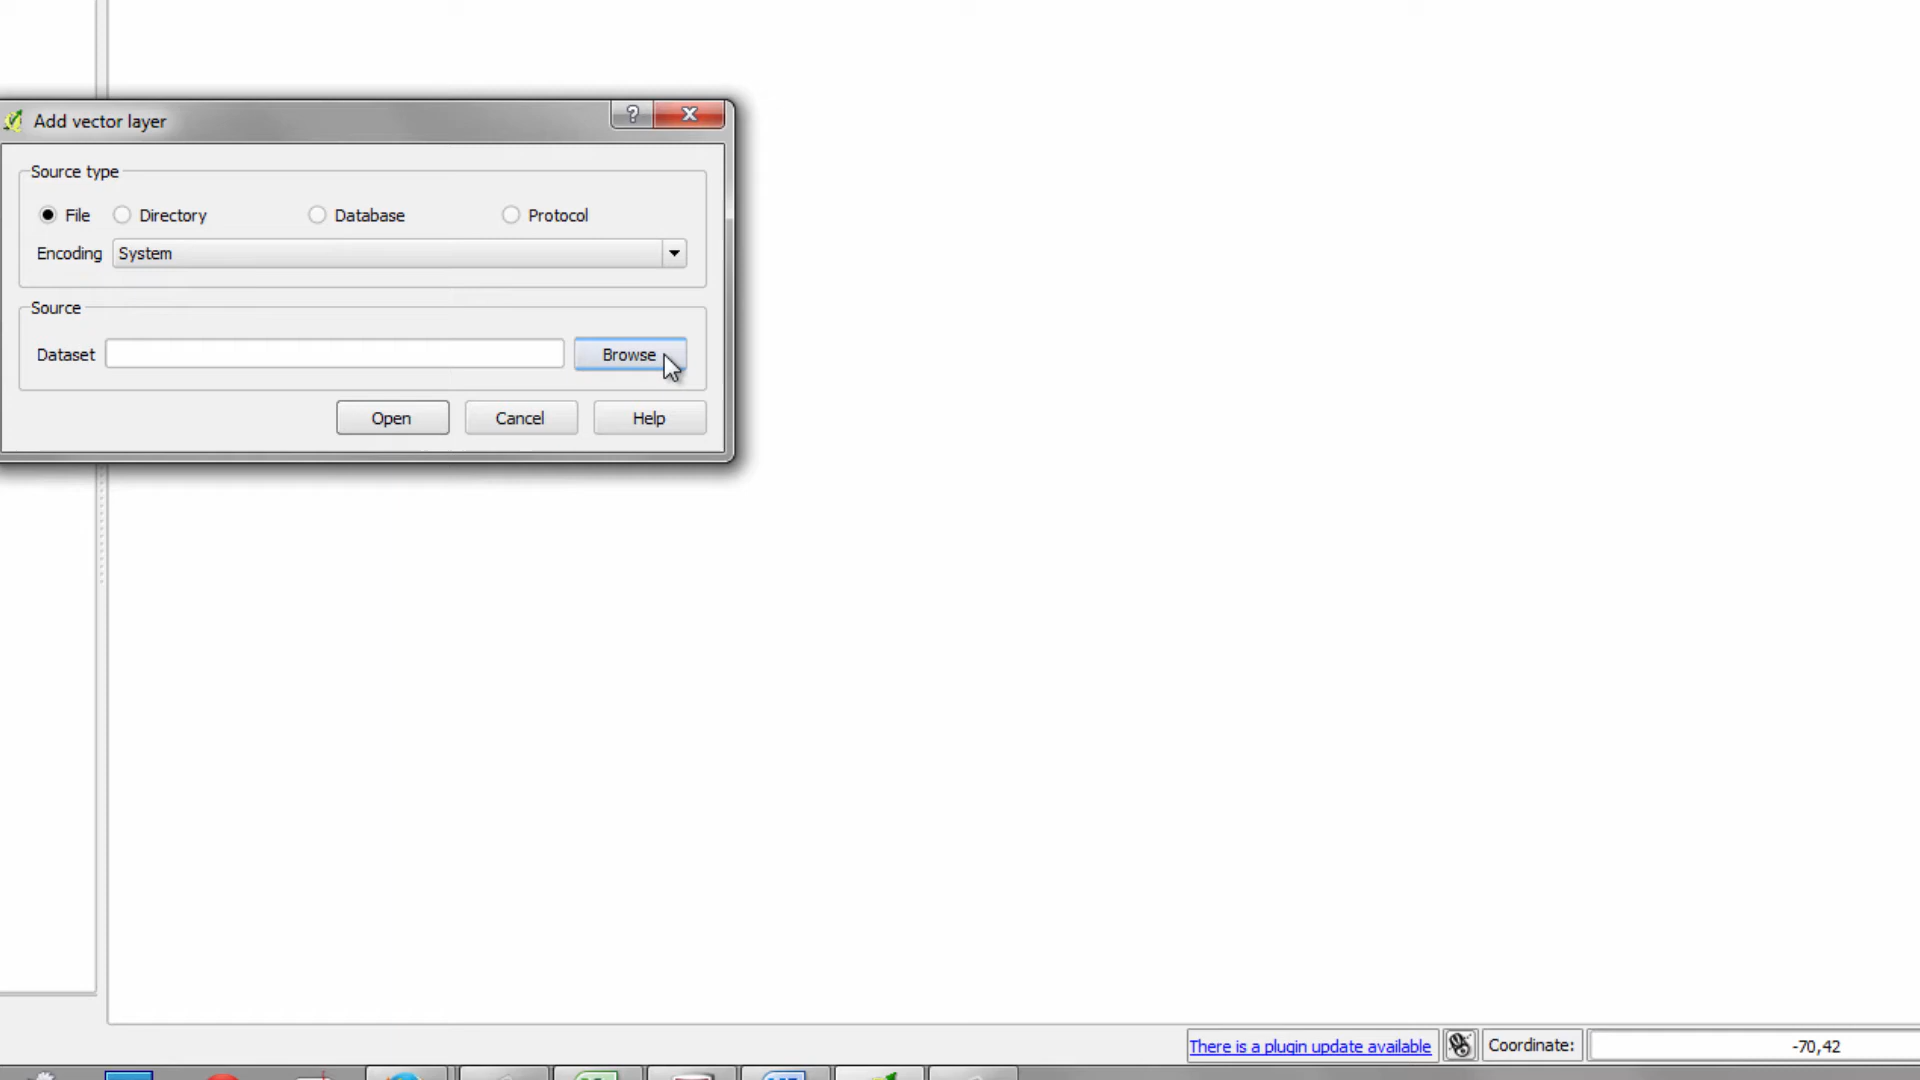 Add vector layer
?
Source type
File Directory Database Protocol
Encoding System
Source
Dataset Browse
Open Cancel Help
There is a plugin update available Coordinate: -70,42